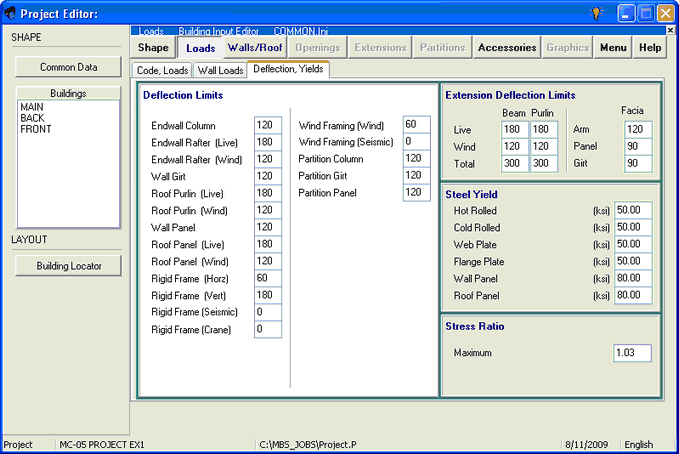 Project Editor:
SHAPE
Common Data
Buildings
MAIN
BACK
FRONT
LAYOUT
Building Locator
Loads Building Input Editor COMMON.Ini
Shape Loads Walls/Roof Openings Extensions Partitions Accessories Graphics Menu Help
Code, Loads Wall Loads Deflection, Yields
Deflection Limits
Endwall Column 120
Endwall Rafter (Live) 180
Endwall Rafter (Wind) 120
Wall Girt 120
Roof Purlin (Live) 180
Roof Purlin (Wind) 120
Wall Panel 120
Roof Panel (Live) 180
Roof Panel (Wind) 120
Rigid Frame (Horz) 60
Rigid Frame (Vert) 180
Rigid Frame (Seismic) 0
Rigid Frame (Crane) 0
Wind Framing (Wind) 60
Wind Framing (Seismic) 0
Partition Column 120
Partition Girt 120
Partition Panel 120
Extension Deflection Limits
Beam Purlin Facia
Live 180 180 Arm 120
Wind 120 120 Panel 90
Total 300 300 Girt 90
Steel Yield
Hot Rolled (ksi) 50.00
Cold Rolled (ksi) 50.00
Web Plate (ksi) 50.00
Flange Plate (ksi) 50.00
Wall Panel (ksi) 80.00
Roof Panel (ksi) 80.00
Stress Ratio
Maximum 1.03
Project MC-05 PROJECT EX1 C:\MBS_JOBS\Project.P 8/11/2009 English